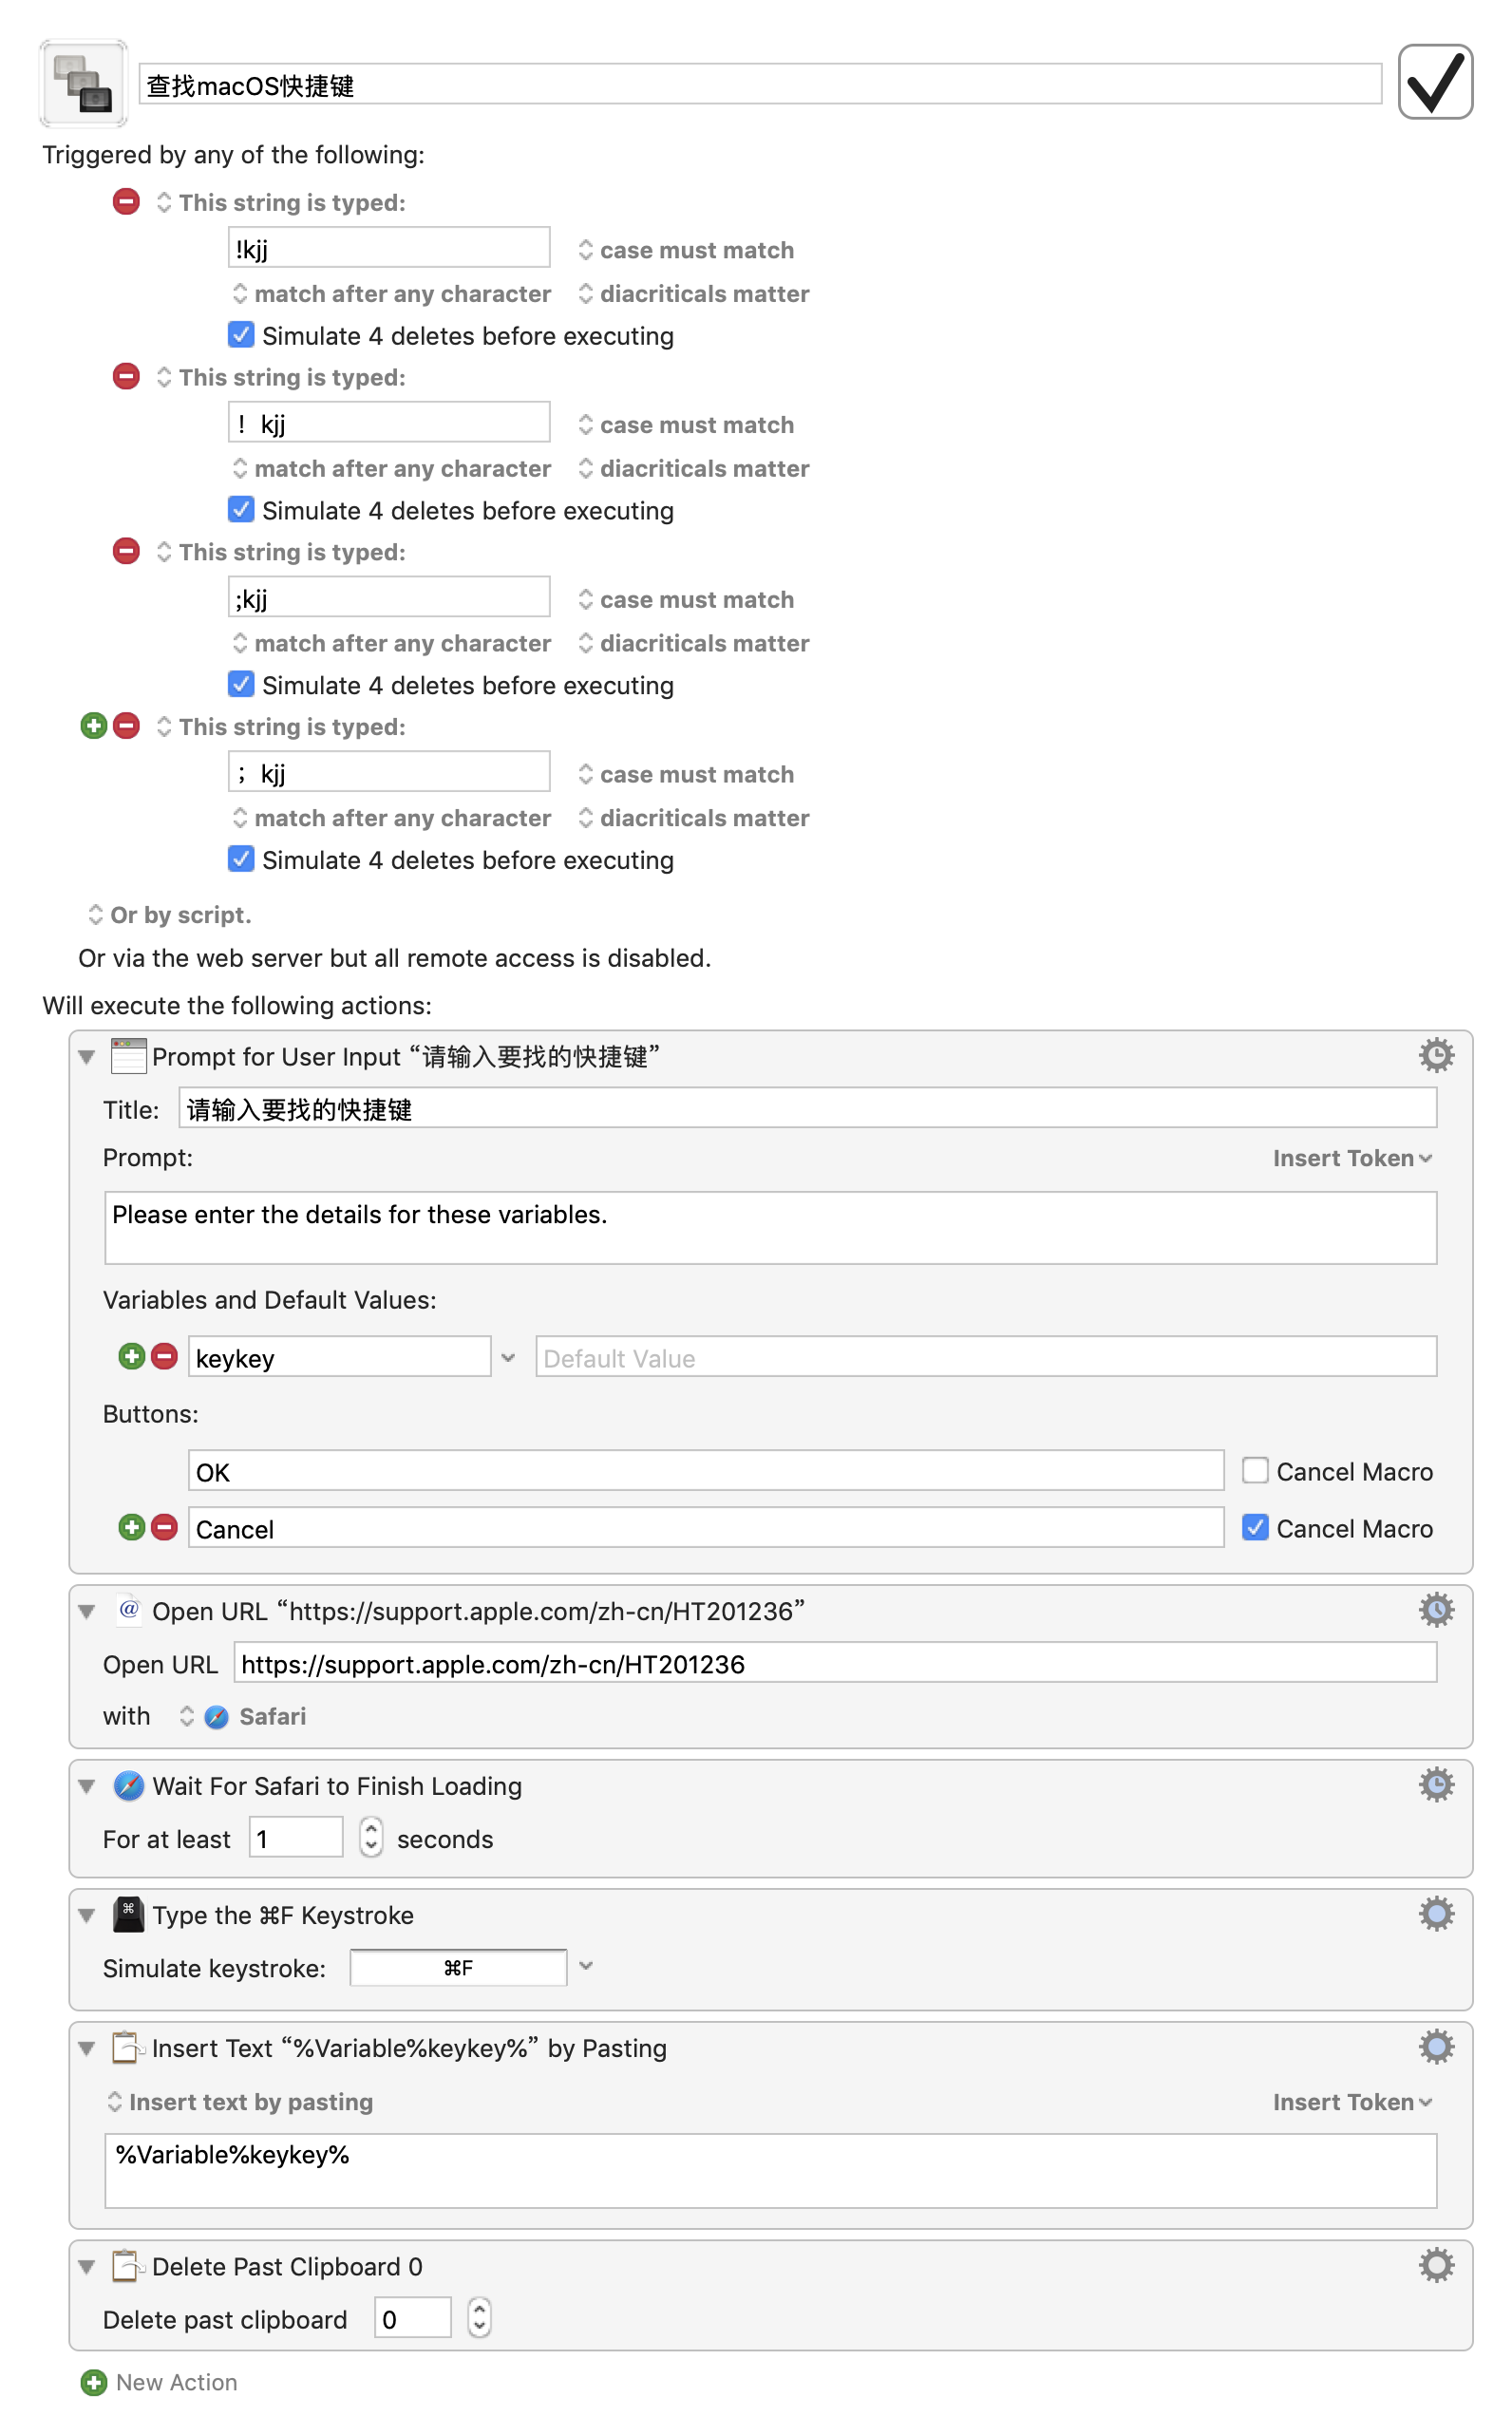 查找macOS快捷键
Triggered by any of the following:
This string is typed:
!kjj case must match
match after any character diacriticals matter
Simulate 4 deletes before executing
This string is typed:
！kjj case must match
match after any character diacriticals matter
Simulate 4 deletes before executing
This string is typed:
;kjj case must match
match after any character diacriticals matter
Simulate 4 deletes before executing
This string is typed:
；kjj case must match
match after any character diacriticals matter
Simulate 4 deletes before executing
Or by script.
Or via the web server but all remote access is disabled.
Will execute the following actions:
Prompt for User Input “请输入要找的快捷键”
Title: 请输入要找的快捷键
Prompt: Insert Token
Please enter the details for these variables.
Variables and Default Values:
keykey Default Value
Buttons:
OK Cancel Macro
Cancel Cancel Macro
Open URL “https://support.apple.com/zh-cn/HT201236”
Open URL https://support.apple.com/zh-cn/HT201236
with Safari
Wait For Safari to Finish Loading
For at least 1 seconds
Type the ⌘F Keystroke
Simulate keystroke: ⌘F
Insert Text “%Variable%keykey%” by Pasting
Insert text by pasting Insert Token
%Variable%keykey%
Delete Past Clipboard 0
Delete past clipboard 0
New Action